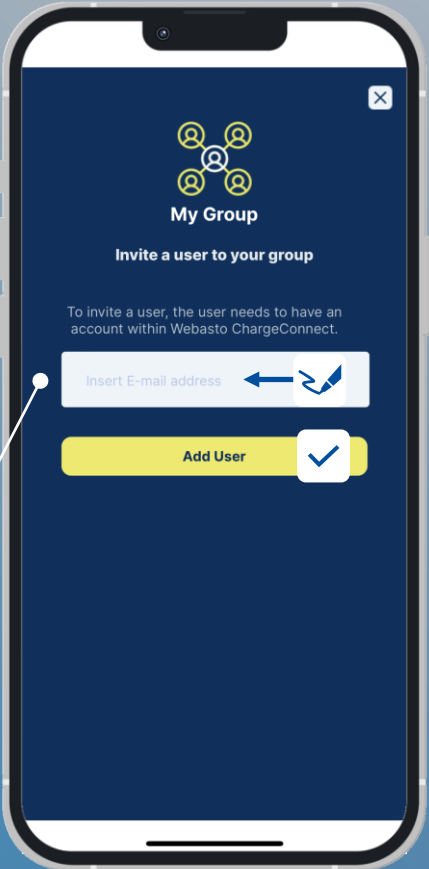 My Group
Invite a user to your group
To invite a user, the user needs to have an
account within Webasto ChargeConnect.
Insert E-mail address
Add User